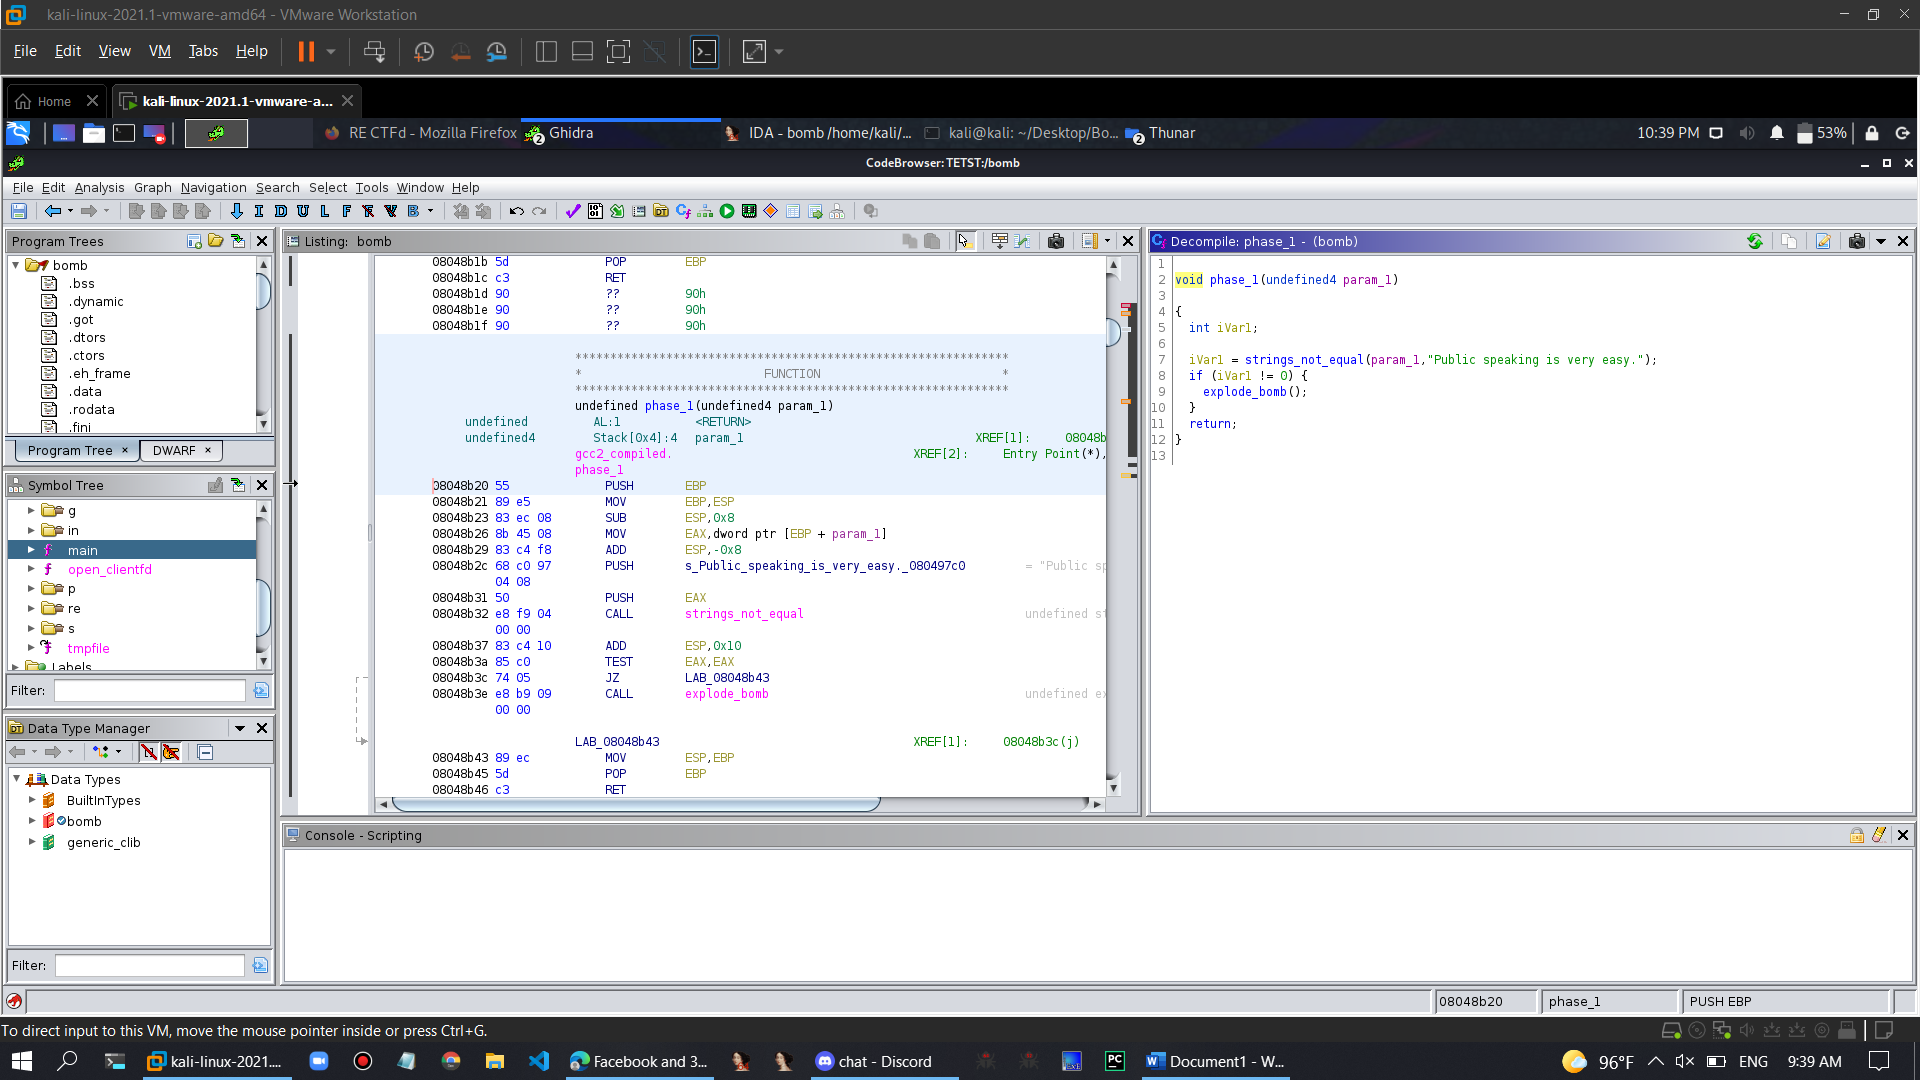 kali-linux-2021.1-vmware-amd64 - VMware Workstation
File Edit View VM Tabs Help
Home
kali-linux-2021.1-vmware-a...
RE CTFd - Mozilla Firefox
2 Ghidra
IDA - bomb /home/kali/...
kali@kali: ~/Desktop/Bo...
2 Thunar
10:39 PM 53%
CodeBrowser: TETST:/bomb
File Edit Analysis Graph Navigation Search Select Tools Window Help
I D U L F B
Program Trees
bomb
.bss
.dynamic
.got
.dtors
.ctors
.eh_frame
.data
.rodata
.fini
Program Tree × DWARF ×
Symbol Tree
g
in
main
open_clientfd
p
re
s
tmpfile
Labels
Filter:
Data Type Manager
Data Types
BuiltInTypes
bomb
generic_clib
Filter:
Listing: bomb
08048b1b 5d POP EBP
08048b1c c3 RET
08048b1d 90 ?? 90h
08048b1e 90 ?? 90h
08048b1f 90 ?? 90h
**************************************************************
* FUNCTION *
**************************************************************
undefined phase_1(undefined4 param_1)
undefined AL:1 <RETURN>
undefined4 Stack[0x4]:4 param_1 XREF[1]: 08048b
gcc2_compiled. XREF[2]: Entry Point(*),
phase_1
08048b20 55 PUSH EBP
08048b21 89 e5 MOV EBP,ESP
08048b23 83 ec 08 SUB ESP,0x8
08048b26 8b 45 08 MOV EAX,dword ptr [EBP + param_1]
08048b29 83 c4 f8 ADD ESP,-0x8
08048b2c 68 c0 97 PUSH s_Public_speaking_is_very_easy._080497c0 = "Public sp
04 08
08048b31 50 PUSH EAX
08048b32 e8 f9 04 CALL strings_not_equal undefined st
00 00
08048b37 83 c4 10 ADD ESP,0x10
08048b3a 85 c0 TEST EAX,EAX
08048b3c 74 05 JZ LAB_08048b43
08048b3e e8 b9 09 CALL explode_bomb undefined ex
00 00
LAB_08048b43 XREF[1]: 08048b3c(j)
08048b43 89 ec MOV ESP,EBP
08048b45 5d POP EBP
08048b46 c3 RET
Decompile: phase_1 - (bomb)
1
2 void phase_1(undefined4 param_1)
3
4 {
5 int iVar1;
6
7 iVar1 = strings_not_equal(param_1,"Public speaking is very easy.");
8 if (iVar1 != 0) {
9 explode_bomb();
10 }
11 return;
12 }
13
Console - Scripting
08048b20 phase_1 PUSH EBP
To direct input to this VM, move the mouse pointer inside or press Ctrl+G.
kali-linux-2021....
Facebook and 3...
chat - Discord
PC
Document1 - W...
96°F ENG 9:39 AM